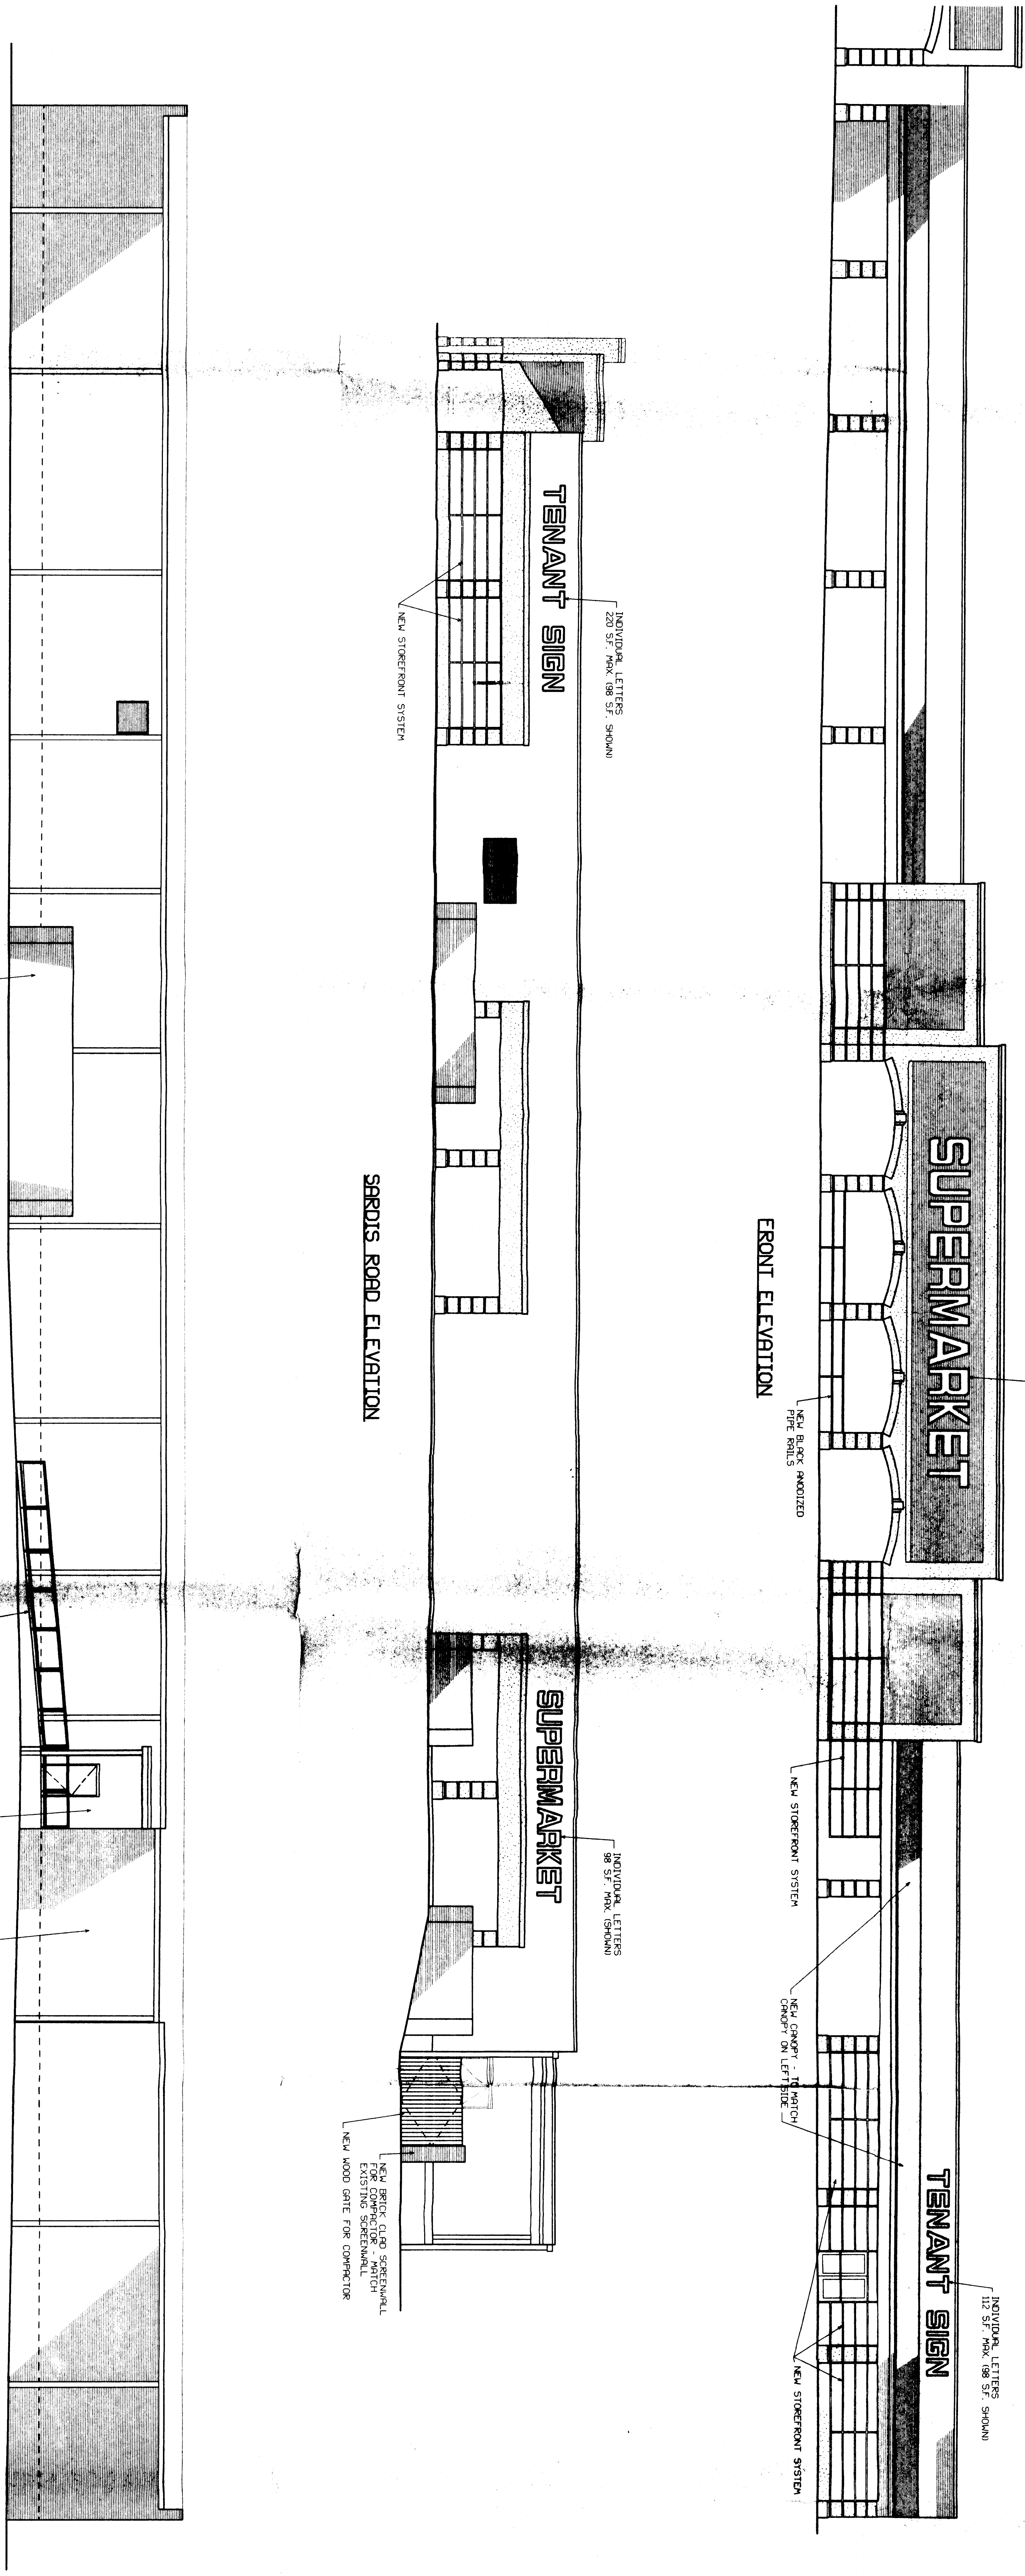 SUPERMARKET
TENANT SIGN
INDIVIDUAL LETTERS
112 S.F. MAX. (98 S.F. SHOWN)
NEW BLACK ANODIZED
PIPE RAILS
NEW STOREFRONT SYSTEM
NEW CANOPY - TO MATCH
CANOPY ON LEFT SIDE
NEW STOREFRONT SYSTEM
FRONT ELEVATION
INDIVIDUAL LETTERS
220 S.F. MAX. (98 S.F. SHOWN)
TENANT SIGN
NEW STOREFRONT SYSTEM
INDIVIDUAL LETTERS
98 S.F. MAX. (SHOWN)
SUPERMARKET
NEW BRICK CLAD SCREENWALL
FOR COMPACTOR - MATCH
EXISTING SCREENWALL
NEW WOOD GATE FOR COMPACTOR
SARDIS ROAD ELEVATION